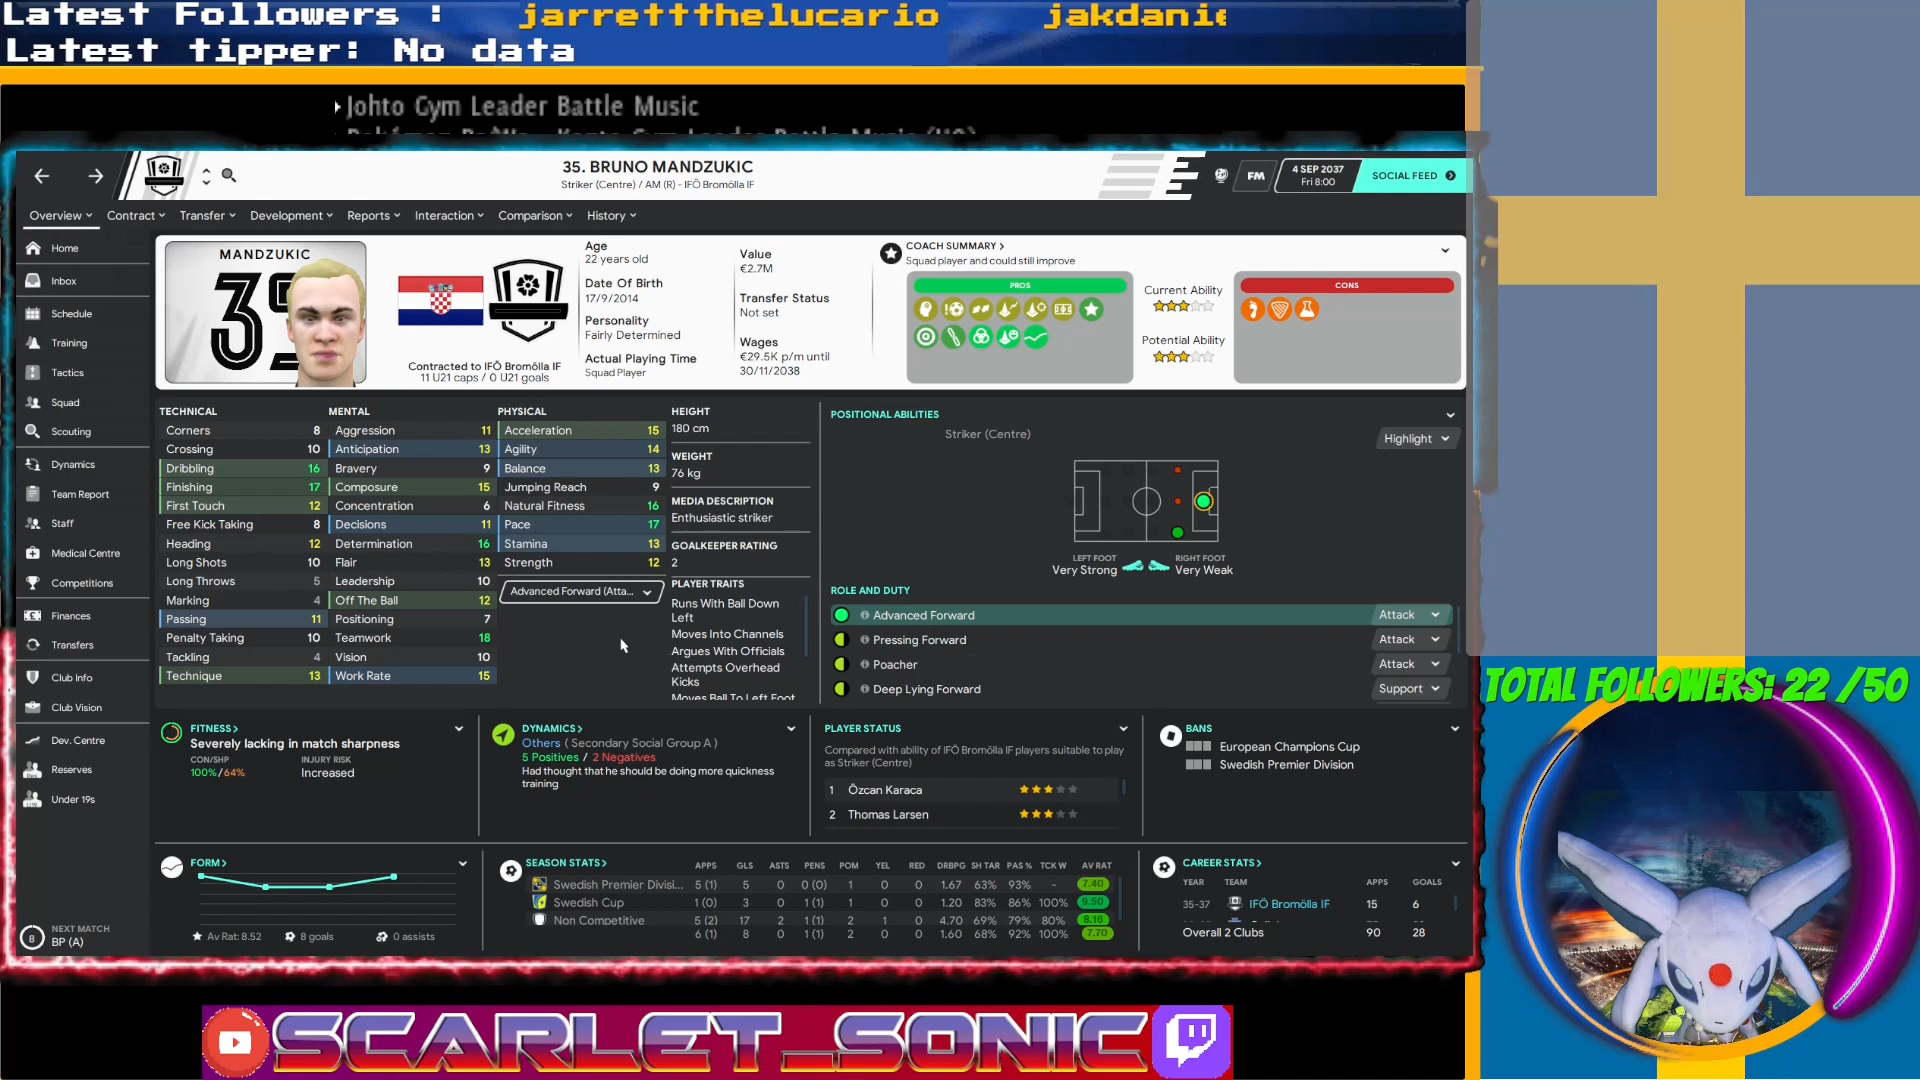 Latest Followers : jarrettthelucario jakdanie
Latest tipper: No data
Johto Gym Leader Battle Music
35. BRUNO MANDZUKIC
Striker (Centre) / AM (R) - IFÖ Bromölla IF
FM
4 SEP 2037
Fri 8:00
SOCIAL FEED
Overview
Contract
Transfer
Development
Reports
Interaction
Comparison
History
Home
Inbox
Schedule
Training
Tactics
Squad
Scouting
Dynamics
Team Report
Staff
Medical Centre
Competitions
Finances
Transfers
Club Info
Club Vision
Dev. Centre
Reserves
Under 19s
8
NEXT MATCH
BP (A)
MANDZUKIC
Contracted to IFÖ Bromölla IF
11 U21 caps / 0 U21 goals
Age
22 years old
Date Of Birth
17/9/2014
Personality
Fairly Determined
Actual Playing Time
Squad Player
Value
€2.7M
Transfer Status
Not set
Wages
€29.5K p/m until
30/11/2038
COACH SUMMARY >
Squad player and could still improve
PROS
Current Ability
Potential Ability
CONS
TECHNICAL
Corners 8
Crossing 10
Dribbling 16
Finishing 17
First Touch 12
Free Kick Taking 8
Heading 12
Long Shots 10
Long Throws 5
Marking 4
Passing 11
Penalty Taking 10
Tackling 4
Technique 13
MENTAL
Aggression 11
Anticipation 13
Bravery 9
Composure 15
Concentration 6
Decisions 11
Determination 16
Flair 13
Leadership 10
Off The Ball 12
Positioning 7
Teamwork 18
Vision 10
Work Rate 15
PHYSICAL
Acceleration 15
Agility 14
Balance 13
Jumping Reach 9
Natural Fitness 16
Pace 17
Stamina 13
Strength 12
Advanced Forward (Atta...
HEIGHT
180 cm
WEIGHT
76 kg
MEDIA DESCRIPTION
Enthusiastic striker
GOALKEEPER RATING
2
PLAYER TRAITS
Runs With Ball Down
Left
Moves Into Channels
Argues With Officials
Attempts Overhead
Kicks
Moves Ball To Left Foot
POSITIONAL ABILITIES
Striker (Centre)
Highlight
LEFT FOOT
Very Strong
RIGHT FOOT
Very Weak
ROLE AND DUTY
Advanced Forward Attack
Pressing Forward Attack
Poacher Attack
Deep Lying Forward Support
FITNESS >
Severely lacking in match sharpness
CON/SHP
100%/64%
INJURY RISK
Increased
DYNAMICS >
Others ( Secondary Social Group A )
5 Positives / 2 Negatives
Had thought that he should be doing more quickness
training
PLAYER STATUS
Compared with ability of IFÖ Bromölla IF players suitable to play
as Striker (Centre)
1 Özcan Karaca
2 Thomas Larsen
BANS
European Champions Cup
Swedish Premier Division
FORM >
Av Rat: 8.52
8 goals
0 assists
SEASON STATS >
APPS GLS ASTS PENS POM YEL RED DRBPG SH TAR PAS % TCK W AV RAT
Swedish Premier Divisi... 5 (1) 5 0 0 (0) 1 0 0 1.67 63% 93% - 7.40
Swedish Cup 1 (0) 3 0 1 (1) 1 0 0 1.20 83% 86% 100% 9.50
Non Competitive 5 (2) 17 2 1 (1) 2 1 0 4.70 69% 79% 80% 8.16
6 (1) 8 0 1 (1) 2 0 0 1.60 68% 92% 100% 7.70
CAREER STATS >
YEAR TEAM APPS GOALS
35-37 IFÖ Bromölla IF 15 6
Overall 2 Clubs 90 28
TOTAL FOLLOWERS: 22 /50
SCARLET_SONIC